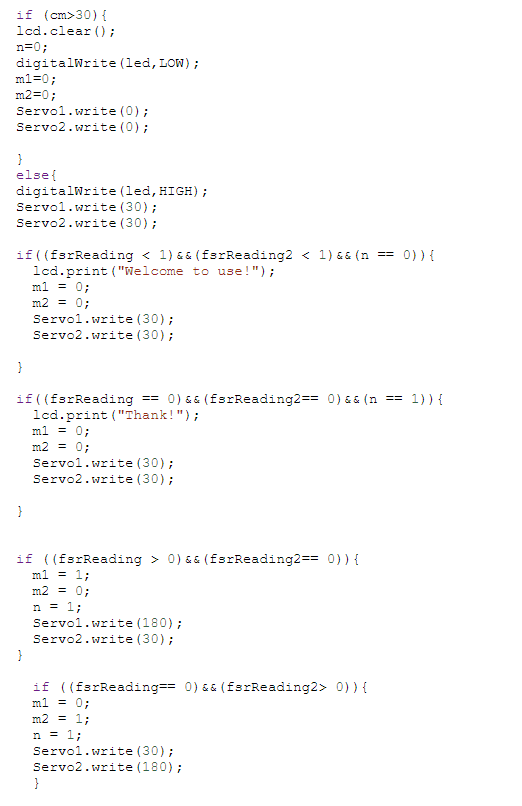 if (cm>30){
lcd.clear();
n=0;
digitalWrite(led,LOW);
m1=0;
m2=0;
Servo1.write(0);
Servo2.write(0);
}
else{
digitalWrite(led,HIGH);
Servo1.write(30);
Servo2.write(30);
if((fsrReading < 1)&&(fsrReading2 < 1)&&(n == 0)){
lcd.print("Welcome to use!");
m1 = 0;
m2 = 0;
Servo1.write(30);
Servo2.write(30);
}
if((fsrReading == 0)&&(fsrReading2== 0)&&(n == 1)){
lcd.print("Thank!");
m1 = 0;
m2 = 0;
Servo1.write(30);
Servo2.write(30);
}
if ((fsrReading > 0)&&(fsrReading2== 0)){
m1 = 1;
m2 = 0;
n = 1;
Servo1.write(180);
Servo2.write(30);
}
if ((fsrReading== 0)&&(fsrReading2> 0)){
m1 = 0;
m2 = 1;
n = 1;
Servo1.write(30);
Servo2.write(180);
}